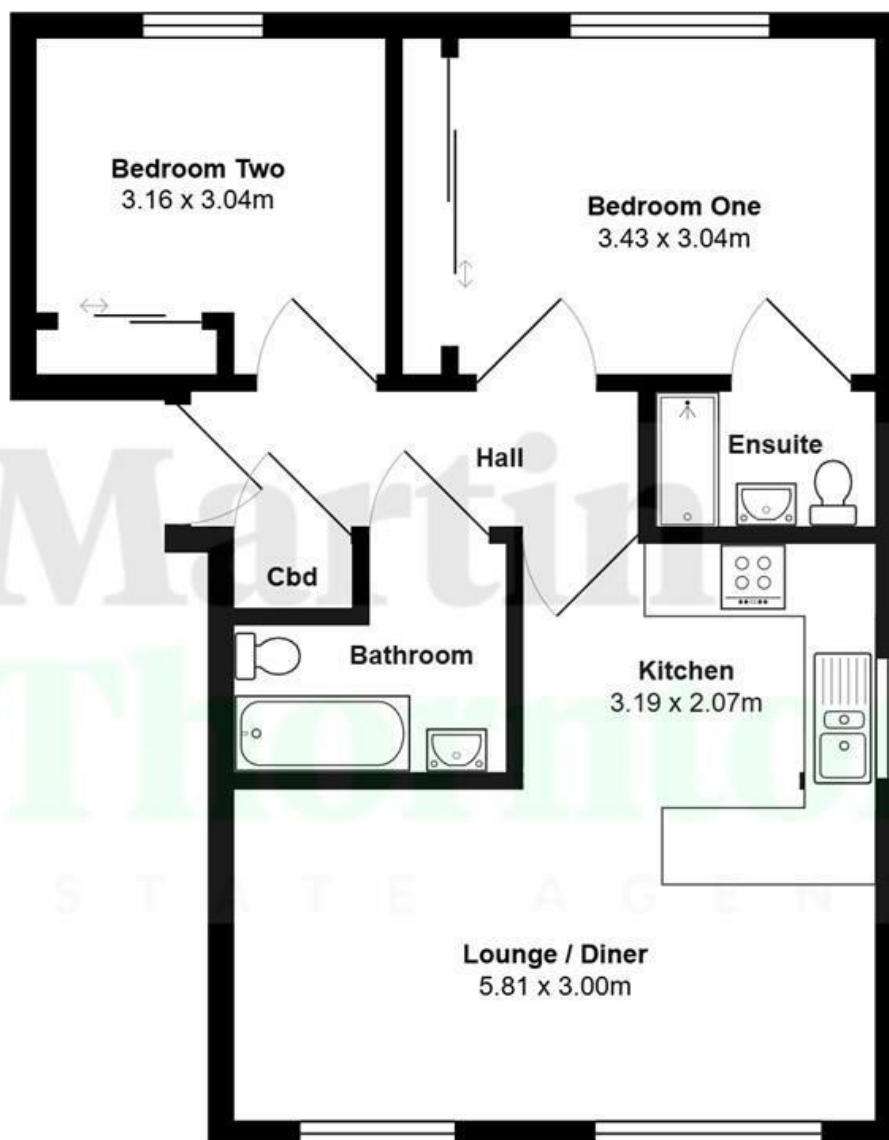 Bedroom Two
3.16 x 3.04m
Bedroom One
3.43 x 3.04m
Ensuite
Hall
Martin
Cbd
Bathroom
Kitchen
3.19 x 2.07m
Lounge / Diner
5.81 x 3.00m